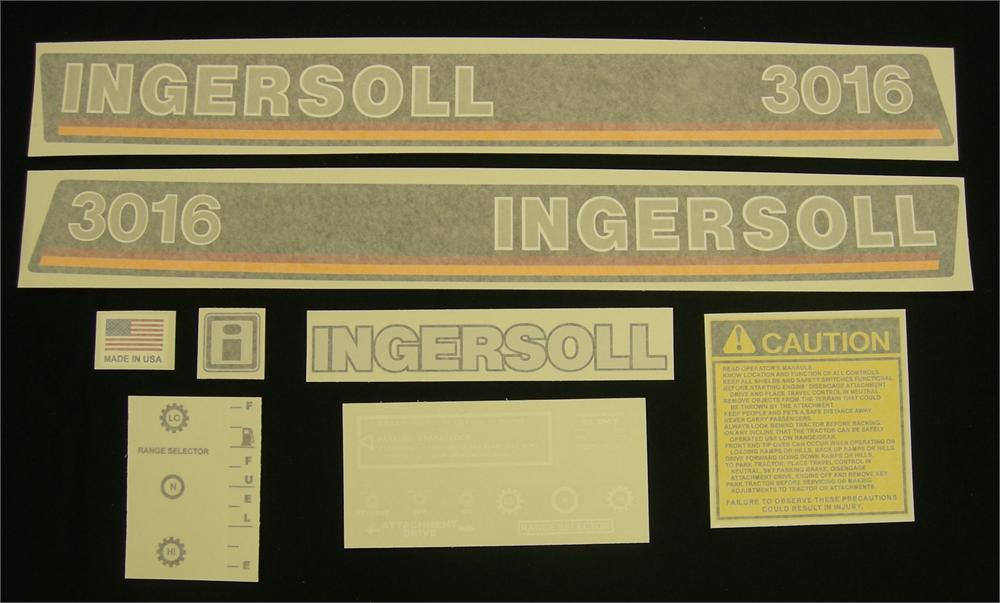 INGERSOLL 3016
3016 INGERSOLL
MADE IN USA
i
INGERSOLL
CAUTION
READ OPERATOR'S MANAULS.
KNOW LOCATION AND FUNCTION OF ALL CONTROLS.
KEEP ALL SHIELDS AND SAFETY SWITCHES FUNCTIONAL.
BEFORE STARTING ENGINE: DISENGAGE ATTACHMENT
DRIVE AND PLACE TRAVEL CONTROL IN NEUTRAL.
REMOVE OBJECTS FROM THE TERRAIN THAT COULD
BE THROWN BY THE ATTACHMENT.
KEEP PEOPLE AND PETS A SAFE DISTANCE AWAY.
NEVER CARRY PASSENGERS.
ALWAYS LOOK BEHIND TRACTOR BEFORE BACKING.
ON ANY INCLINE THAT THE TRACTOR CAN BE SAFELY
OPERATED USE LOW RANGE/GEAR.
FRONT END TIP OVER CAN OCCUR WHEN OPERATING ON
LOADING RAMPS OR HILLS, BACK UP RAMPS OR HILLS.
DRIVE FORWARD GOING DOWN RAMPS OR HILLS.
TO PARK TRACTOR: PLACE TRAVEL CONTROL IN
NEUTRAL, SET PARKING BRAKE, DISENGAGE
ATTACHMENT DRIVE, ENGINE OFF AND REMOVE KEY.
PARK TRACTOR BEFORE SERVICING OR MAKING
ADJUSTMENTS TO TRACTOR OR ATTACHMENTS.
FAILURE TO OBSERVE THESE PRECAUTIONS
COULD RESULT IN INJURY.
LO
RANGE SELECTOR
N
HI
F
FUEL
E
ATTACHMENT
DRIVE
RANGE SELECTOR